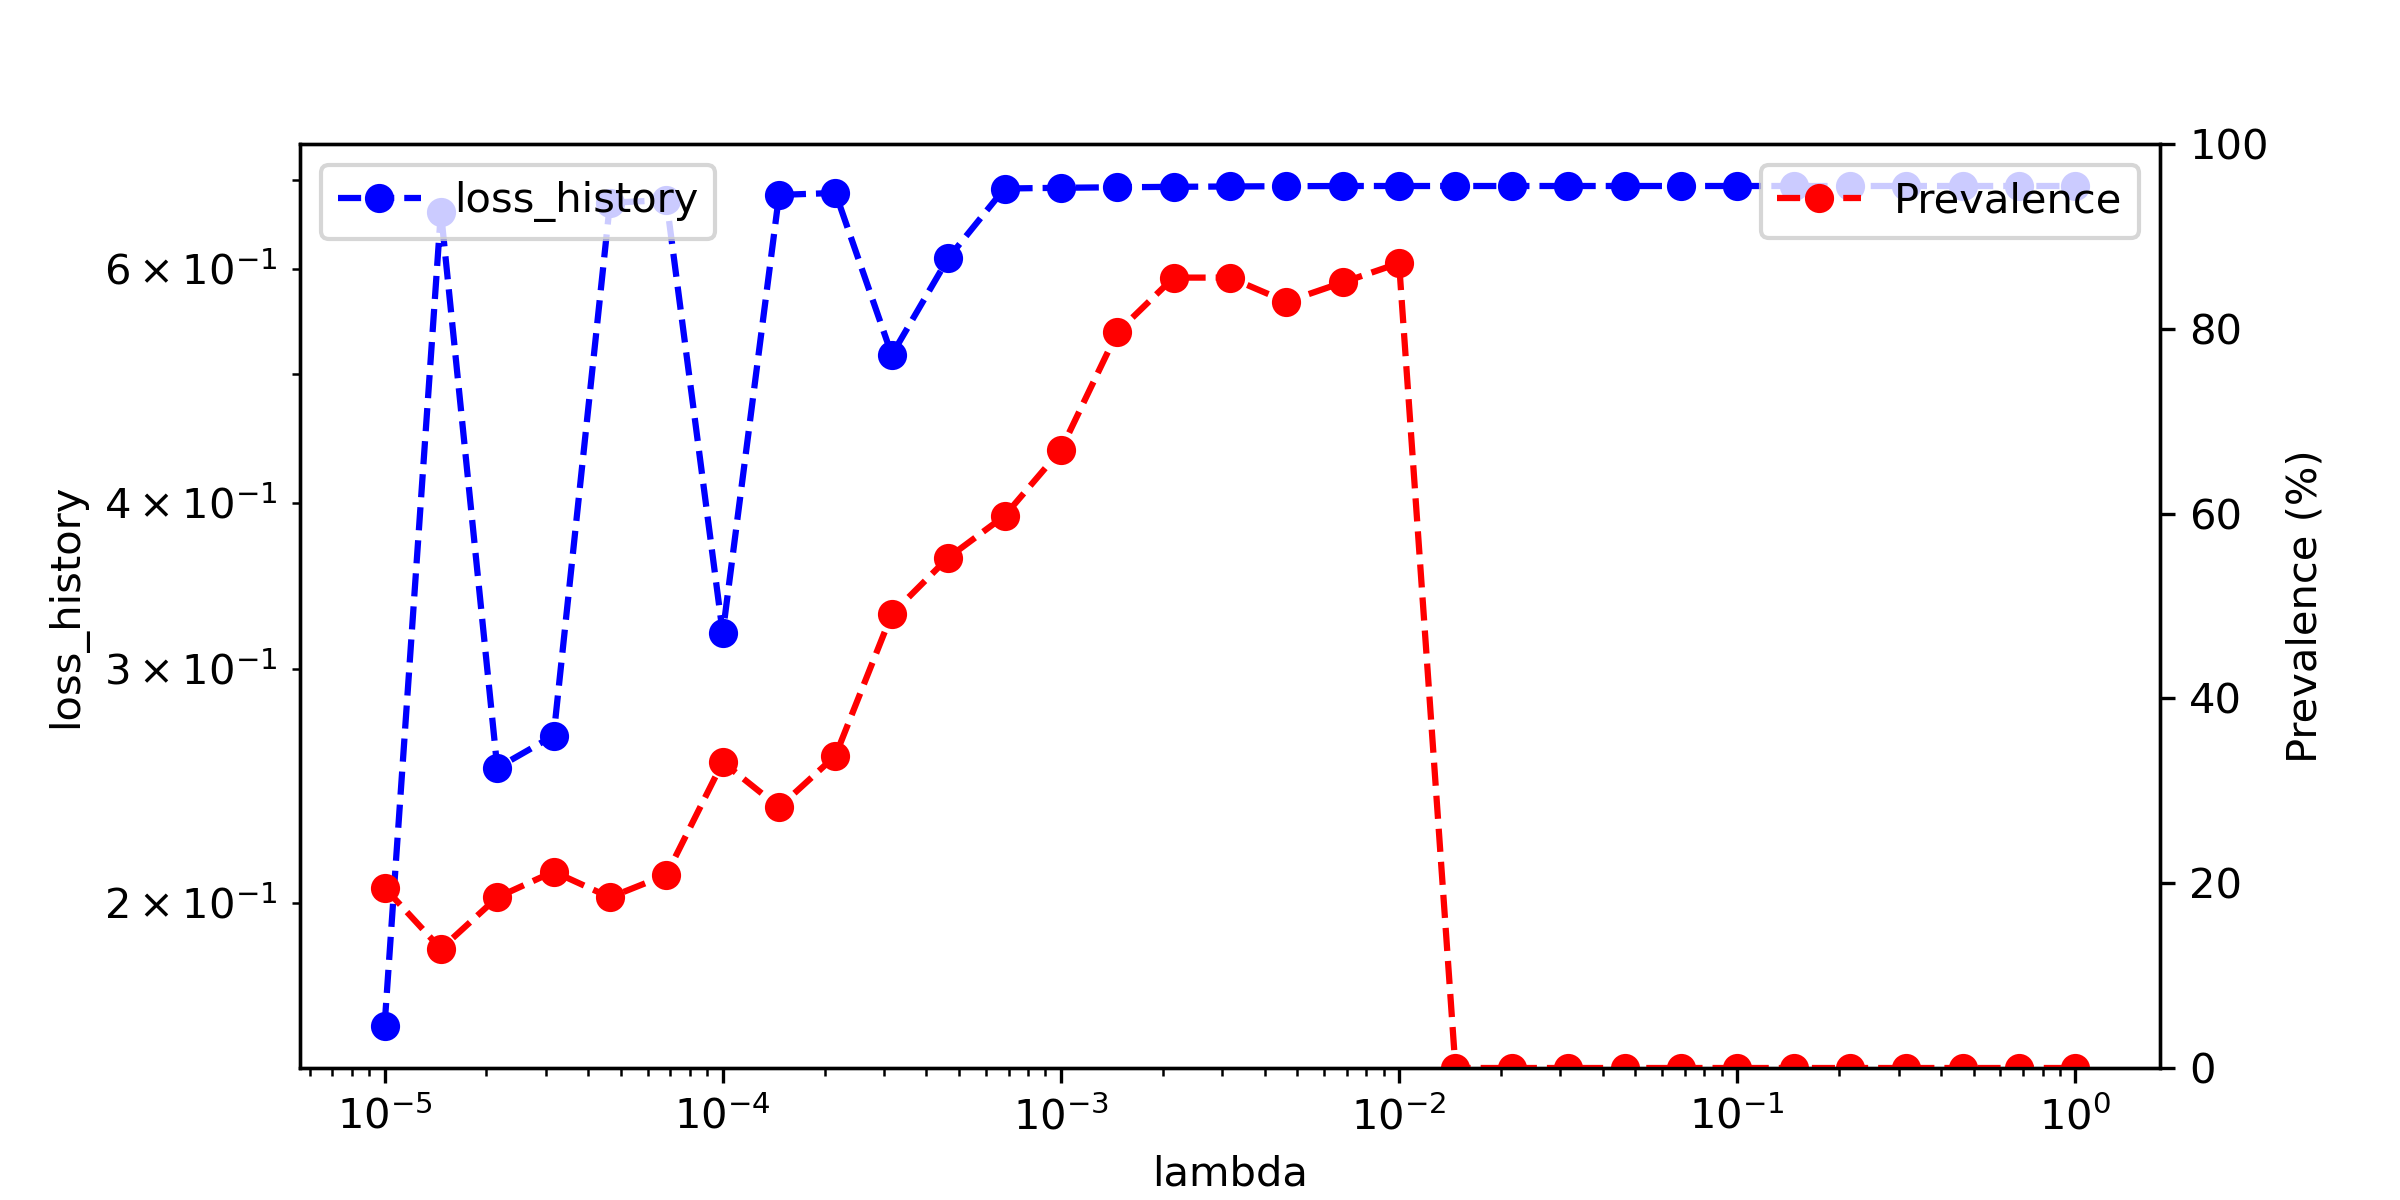 loss_history
Prevalence
6 × 10⁻¹
4 × 10⁻¹
3 × 10⁻¹
2 × 10⁻¹
loss_history
100
80
60
40
20
0
Prevalence (%)
10⁻⁵ 10⁻⁴ 10⁻³ 10⁻² 10⁻¹ 10⁰
lambda